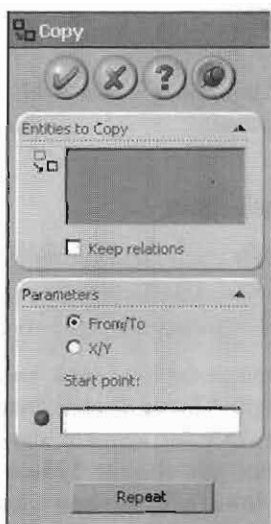 Copy
?
Entities to Copy
Keep relations
Parameters
From/To
X/Y
Start point:
Repeat